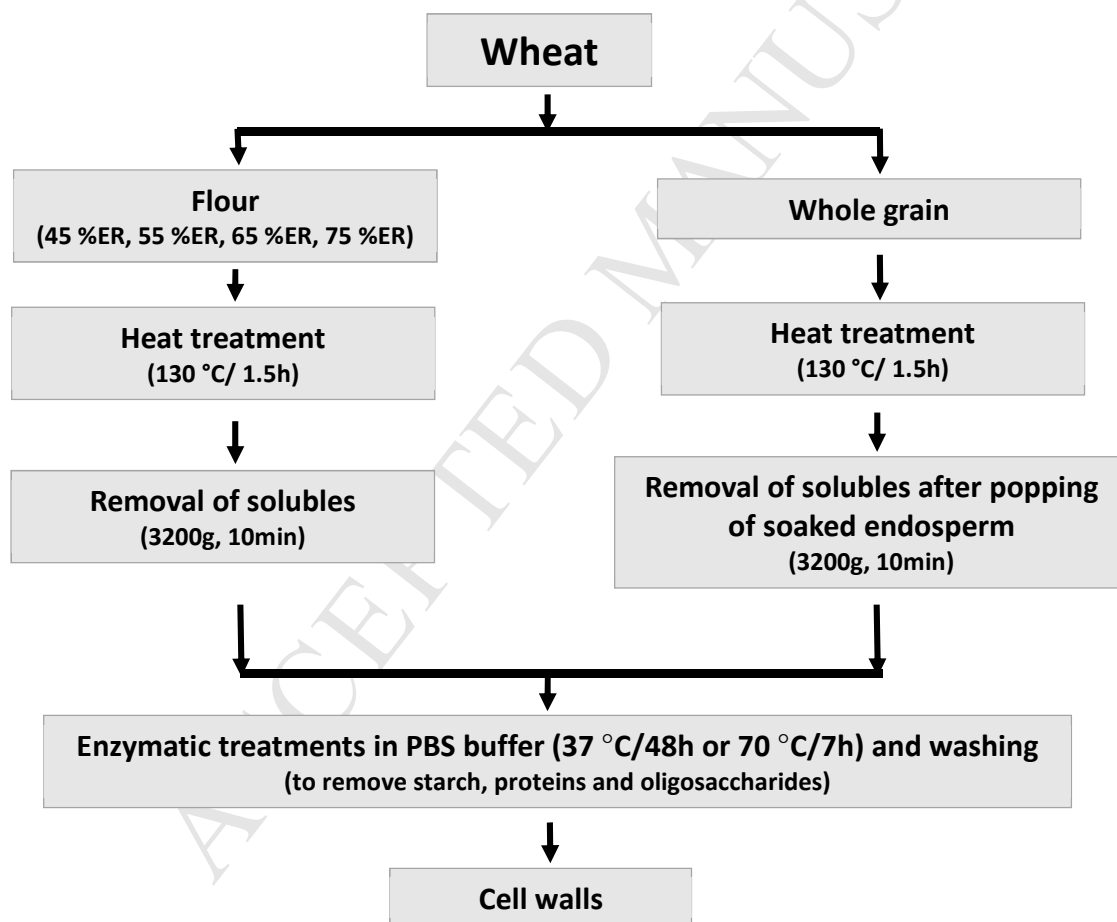 Wheat
Flour
(45 %ER, 55 %ER, 65 %ER, 75 %ER)
Whole grain
Heat treatment
(130 °C/ 1.5h)
Heat treatment
(130 °C/ 1.5h)
Removal of solubles
(3200g, 10min)
Removal of solubles after popping
of soaked endosperm
(3200g, 10min)
Enzymatic treatments in PBS buffer (37 °C/48h or 70 °C/7h) and washing
(to remove starch, proteins and oligosaccharides)
Cell walls
ACCEPTED MANUS